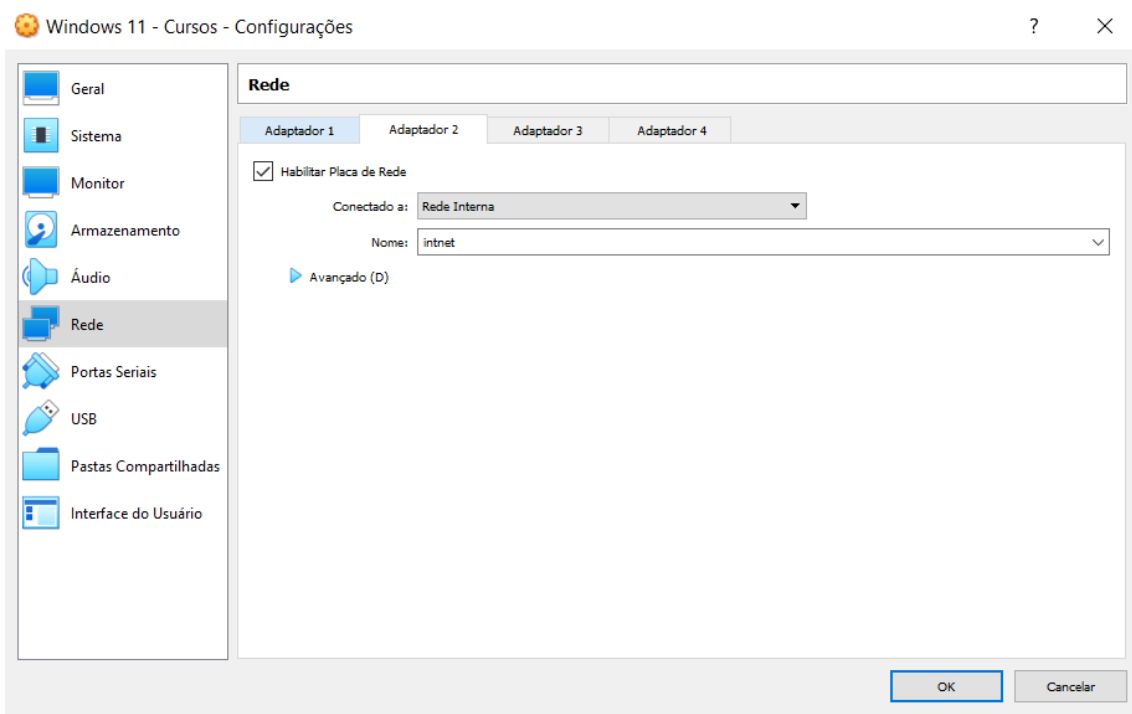 Windows 11 - Cursos - Configurações
?
Geral
Sistema
Monitor
Armazenamento
Áudio
Rede
Portas Seriais
USB
Pastas Compartilhadas
Interface do Usuário
Rede
Adaptador 1 Adaptador 2 Adaptador 3 Adaptador 4
Habilitar Placa de Rede
Conectado a: Rede Interna
Nome: intnet
Avançado (D)
OK Cancelar